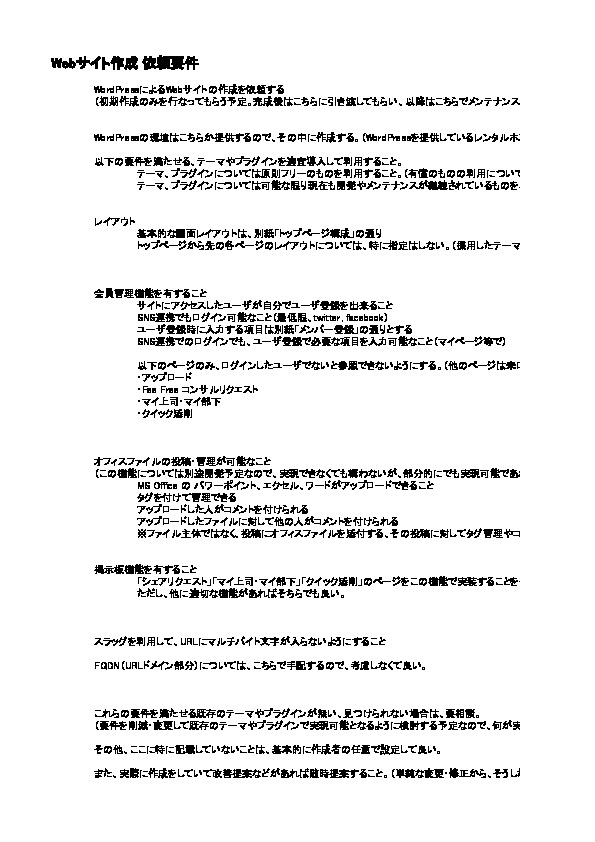 Webサイト作成 依頼要件
WordPressによるWebサイトの作成を依頼する
（初期作成のみを行なってもらう予定。完成後はこちらに引き渡してもらい、以降はこちらでメンテナンス
WordPressの環境はこちらが提供するので、その中に作成する。（WordPressを提供しているレンタルホ
以下の要件を満たせる、テーマやプラグインを適宜導入して利用すること。
テーマ、プラグインについては原則フリーのものを利用すること。（有償のものの利用について
テーマ、プラグインについては可能な限り現在も開発やメンテナンスが継続されているものを
レイアウト
基本的な画面レイアウトは、別紙「トップページ構成」の通り
トップページから先の各ページのレイアウトについては、特に指定はしない。（採用したテーマ
会員管理機能を有すること
サイトにアクセスしたユーザが自分でユーザ登録を出来ること
SNS連携でもログイン可能なこと（最低限、twitter, facebook）
ユーザ登録時に入力する項目は別紙「メンバー登録」の通りとする
SNS連携でのログインでも、ユーザ登録で必要な項目を入力可能なこと（マイページ等で）
以下のページのみ、ログインしたユーザでないと参照できないようにする。（他のページは未ロ
・アップロード
・Fee Free コンサルリクエスト
・マイ上司・マイ部下
・クイック添削
オフィスファイルの投稿・管理が可能なこと
（この機能については別途開発予定なので、実現できなくても構わないが、部分的にでも実現可能であ
MS Office の パワーポイント、エクセル、ワードがアップロードできること
タグを付けて管理できる
アップロードした人がコメントを付けられる
アップロードしたファイルに対して他の人がコメントを付けられる
※ファイル主体ではなく、投稿にオフィスファイルを添付する、その投稿に対してタグ管理やコ
掲示板機能を有すること
「シェアリクエスト」「マイ上司・マイ部下」「クイック添削」のページをこの機能で実装することを
ただし、他に適切な機能があればそちらでも良い。
スラッグを利用して、URLにマルチバイト文字が入らないようにすること
FQDN（URLドメイン部分）については、こちらで手配するので、考慮しなくて良い。
これらの要件を満たせる既存のテーマやプラグインが無い、見つけられない場合は、要相談。
（要件を削減・変更して既存のテーマやプラグインで実現可能となるように検討する予定なので、何が実
その他、ここに特に記載していないことは、基本的に作成者の任意で設定して良い。
また、実際に作成をしていて改善提案などがあれば随時提案すること。（単純な変更・修正から、そうし